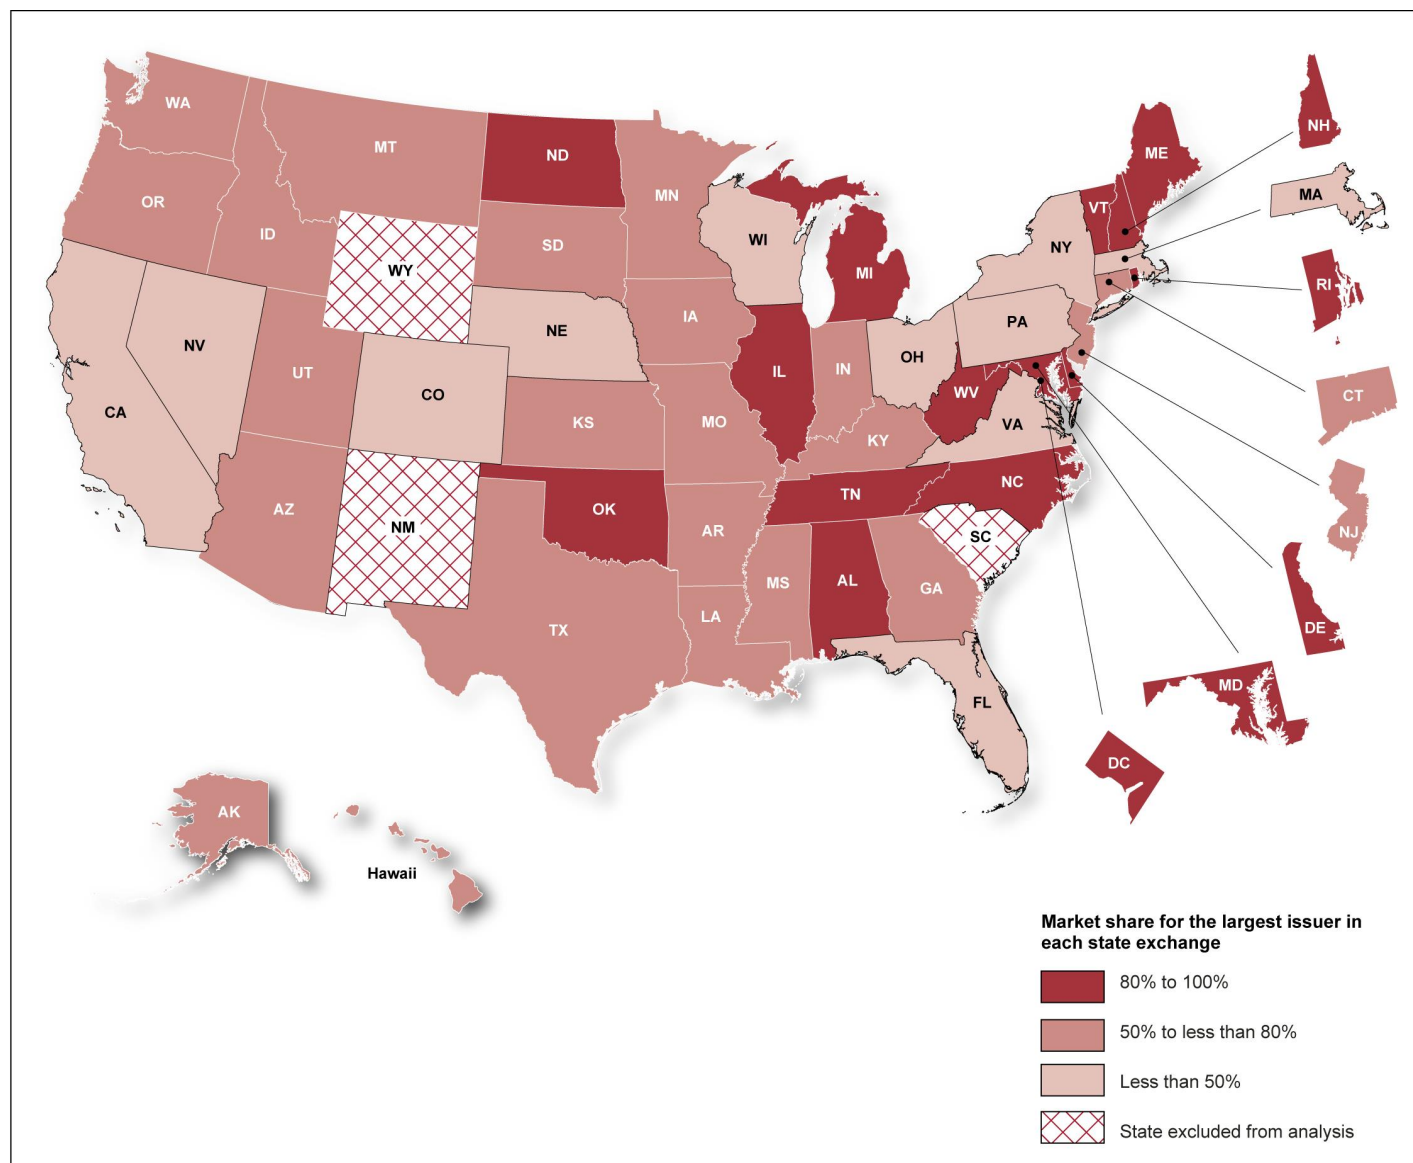 WA
MT
ND
MN
OR
ID
SD
WY
WI
MI
NY
VT
ME
NH
MA
RI
CT
NJ
DE
MD
DC
NV
CA
UT
CO
NE
IA
KS
MO
IL
IN
OH
PA
WV
VA
KY
AZ
NM
OK
AR
TN
NC
SC
TX
LA
MS
AL
GA
FL
AK
Hawaii
Market share for the largest issuer in
each state exchange
80% to 100%
50% to less than 80%
Less than 50%
State excluded from analysis